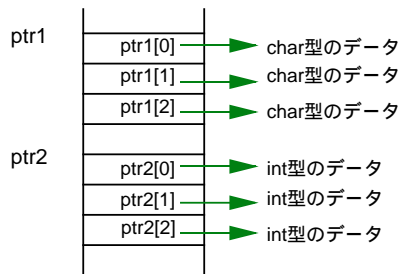 ptr1
ptr1[0] char型のデータ
ptr1[1] char型のデータ
ptr1[2] char型のデータ
ptr2
ptr2[0] int型のデータ
ptr2[1] int型のデータ
ptr2[2] int型のデータ